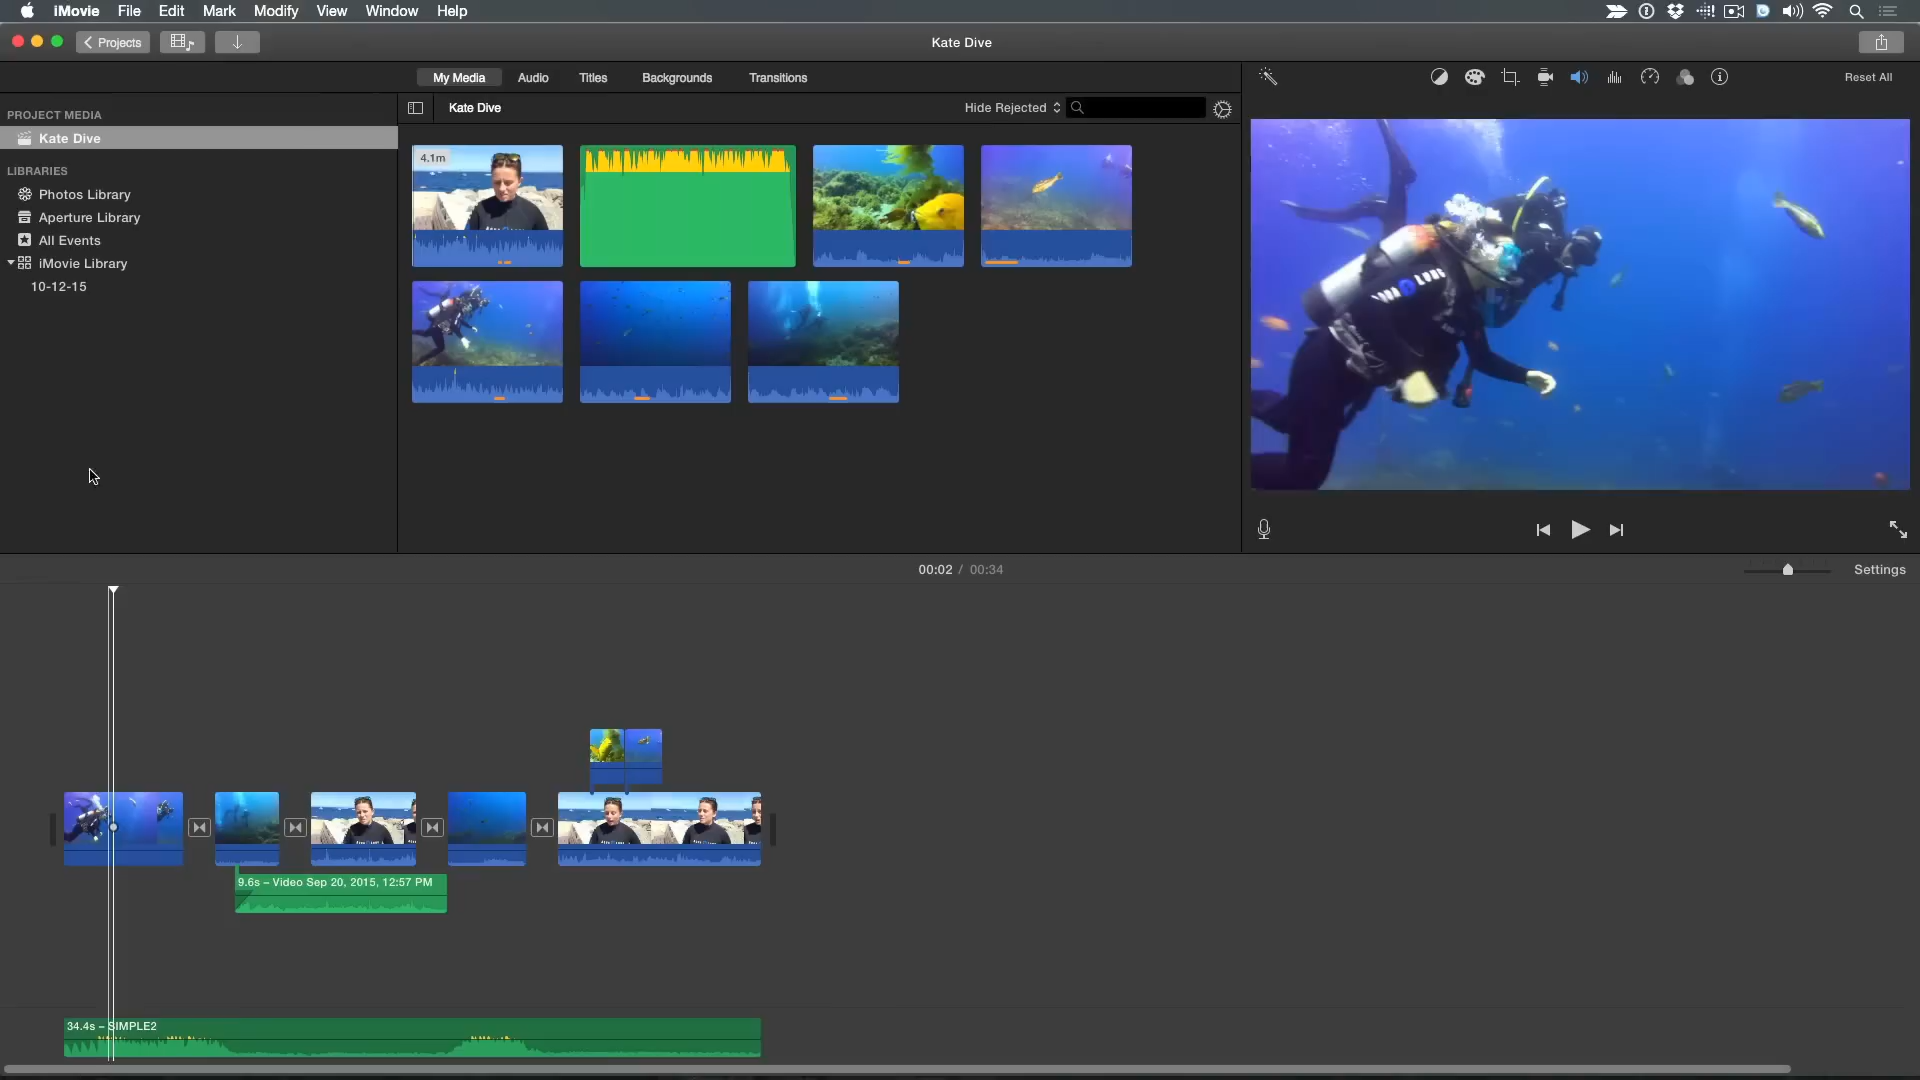 iMovie File Edit Mark Modify View Window Help
Projects
Kate Dive
My Media Audio Titles Backgrounds Transitions
Reset All
PROJECT MEDIA
Kate Dive
LIBRARIES
Photos Library
Aperture Library
All Events
iMovie Library
10-12-15
Kate Dive
Hide Rejected
4.1m
00:02 / 00:34
Settings
9.6s – Video Sep 20, 2015, 12:57 PM
34.4s – SIMPLE2